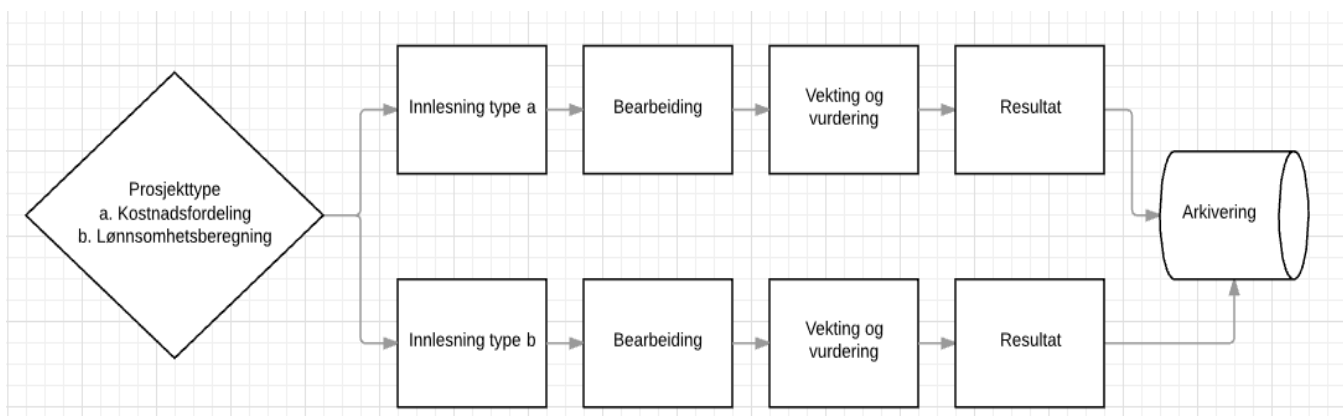 Prosjekttype
a. Kostnadsfordeling
b. Lønnsomhetsberegning
Innlesning type a
Bearbeiding
Vekting og
vurdering
Resultat
Innlesning type b
Bearbeiding
Vekting og
vurdering
Resultat
Arkivering